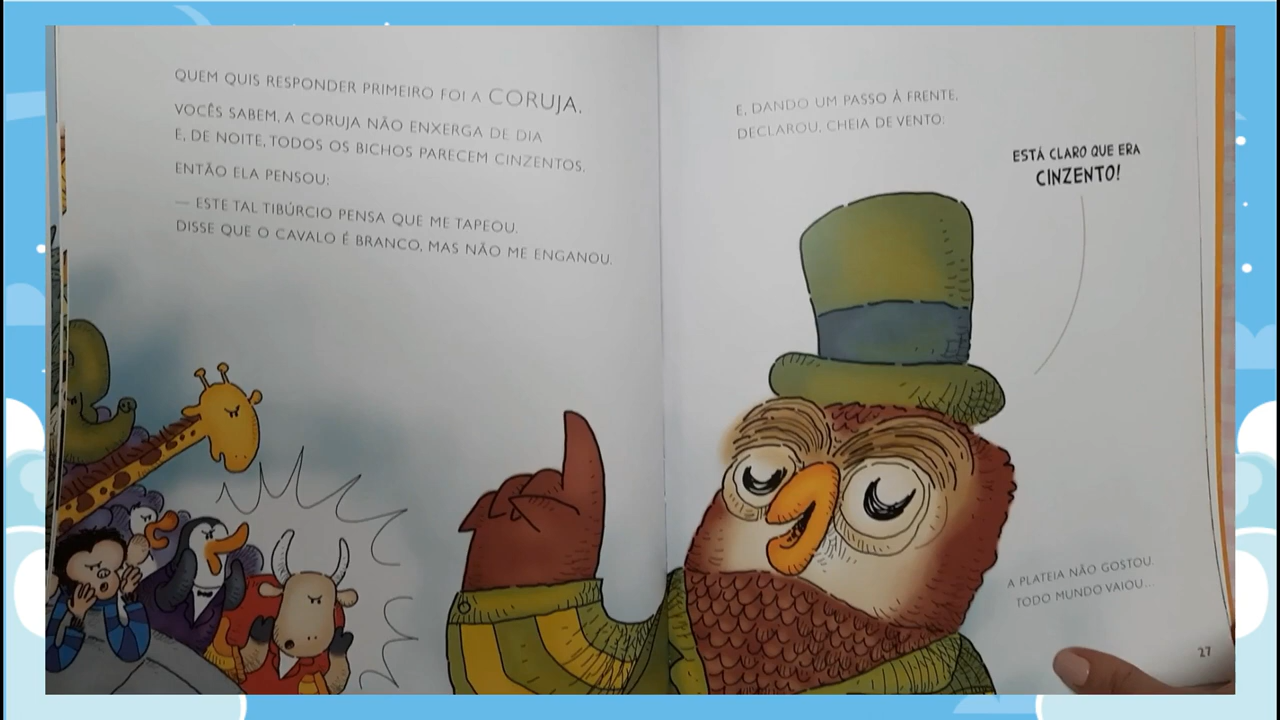 QUEM QUIS RESPONDER PRIMEIRO FOI A CORUJA.
VOCÊS SABEM, A CORUJA NÃO ENXERGA DE DIA
E, DE NOITE, TODOS OS BICHOS PARECEM CINZENTOS.
ENTÃO ELA PENSOU:
— ESTE TAL TIBÚRCIO PENSA QUE ME TAPEOU.
DISSE QUE O CAVALO É BRANCO, MAS NÃO ME ENGANOU.
E, DANDO UM PASSO À FRENTE,
DECLAROU, CHEIA DE VENTO:
ESTÁ CLARO QUE ERA
CINZENTO!
A PLATEIA NÃO GOSTOU.
TODO MUNDO VAIOU...
27